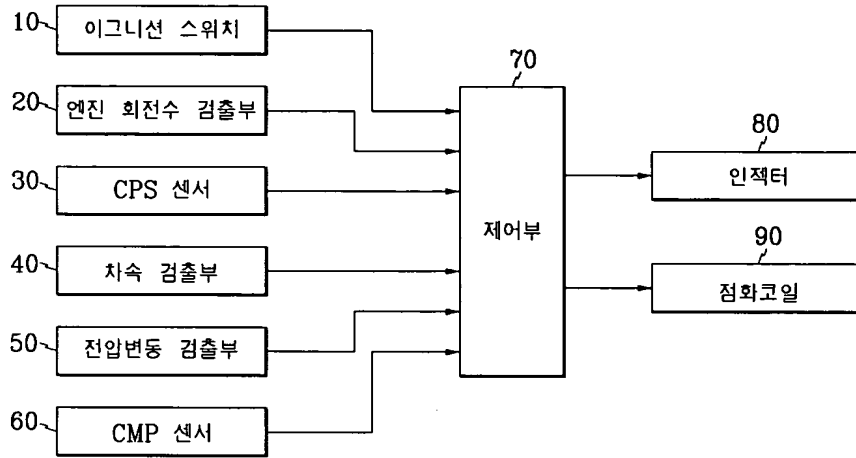 10 이그니션 스위치
20 엔진 회전수 검출부
30 CPS 센서
40 차속 검출부
50 전압변동 검출부
60 CMP 센서
70
제어부
80
인젝터
90
점화코일